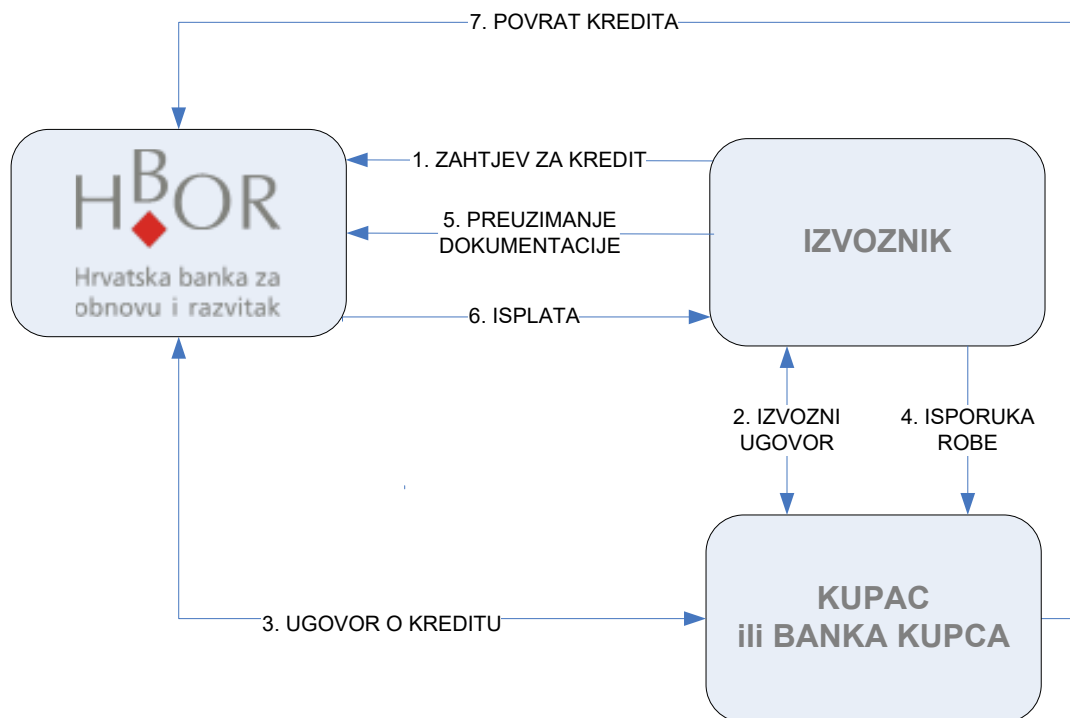 7. POVRAT KREDITA
HBOR
Hrvatska banka za
obnovu i razvitak
1. ZAHTJEV ZA KREDIT
5. PREUZIMANJE
DOKUMENTACIJE
6. ISPLATA
IZVOZNIK
2. IZVOZNI
UGOVOR
4. ISPORUKA
ROBE
3. UGOVOR O KREDITU
KUPAC
ili BANKA KUPCA